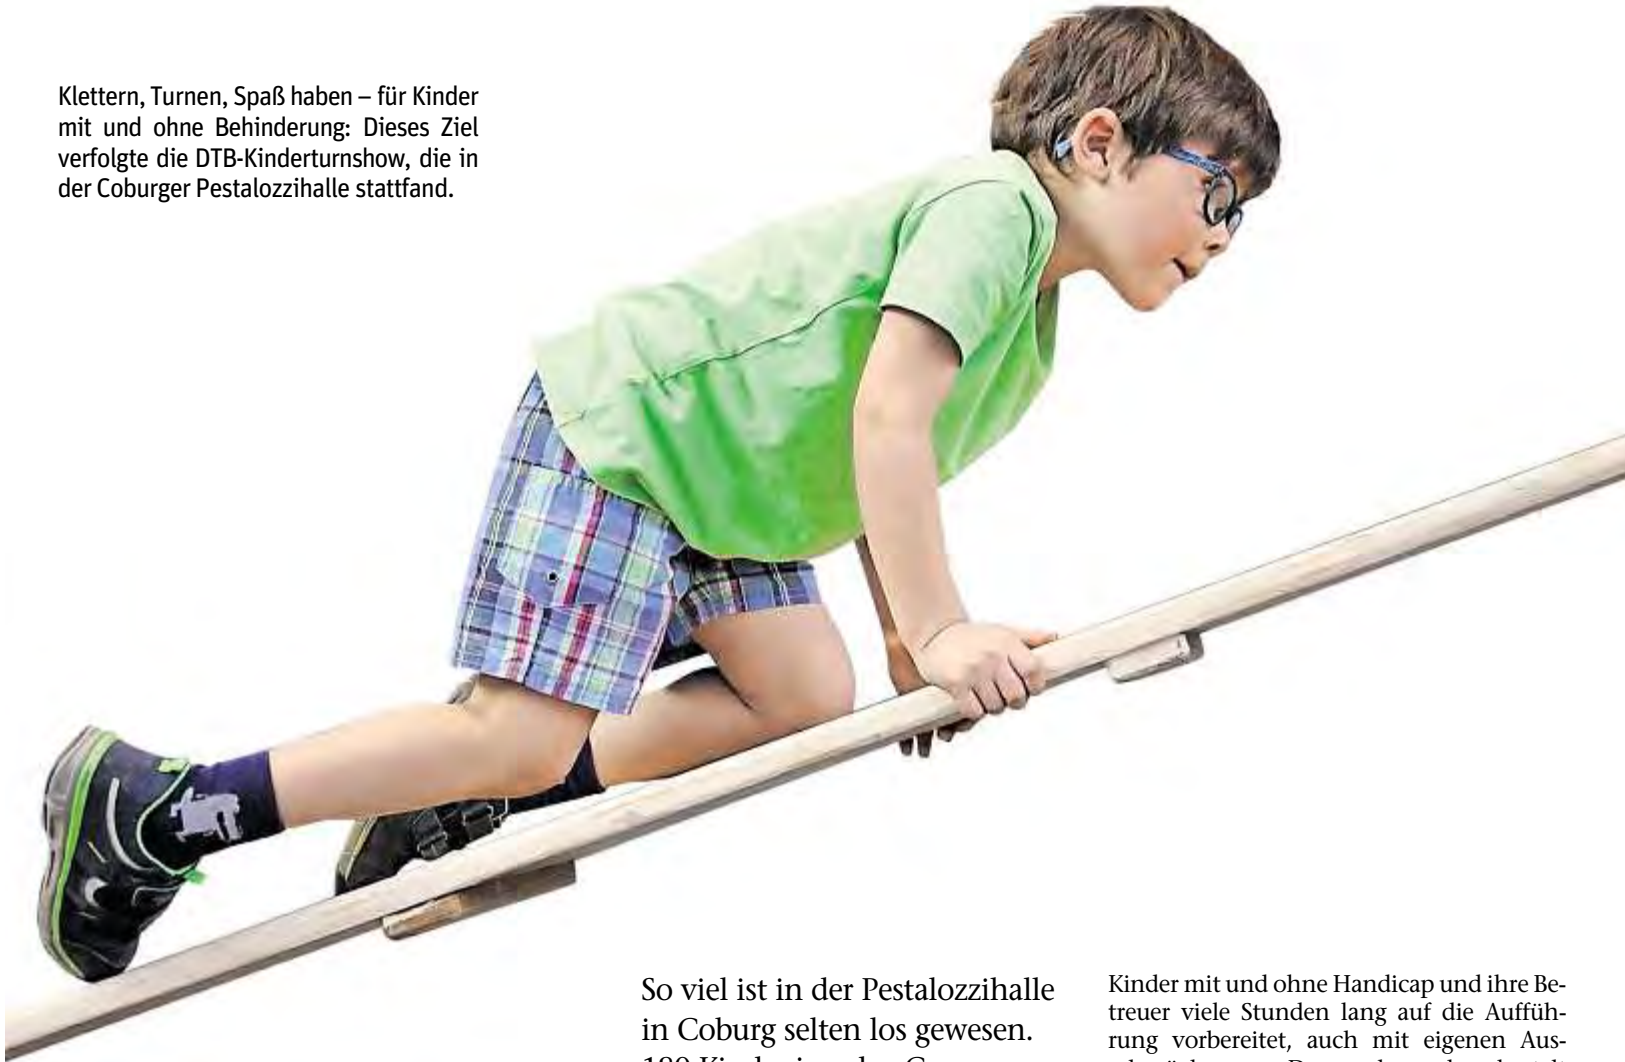 Klettern, Turnen, Spaß haben – für Kinder
mit und ohne Behinderung: Dieses Ziel
verfolgte die DTB-Kinderturnshow, die in
der Coburger Pestalozzihalle stattfand.
So viel ist in der Pestalozzihalle
in Coburg selten los gewesen.
Kinder mit und ohne Handicap und ihre Be-
treuer viele Stunden lang auf die Auffüh-
rung vorbereitet, auch mit eigenen Aus-